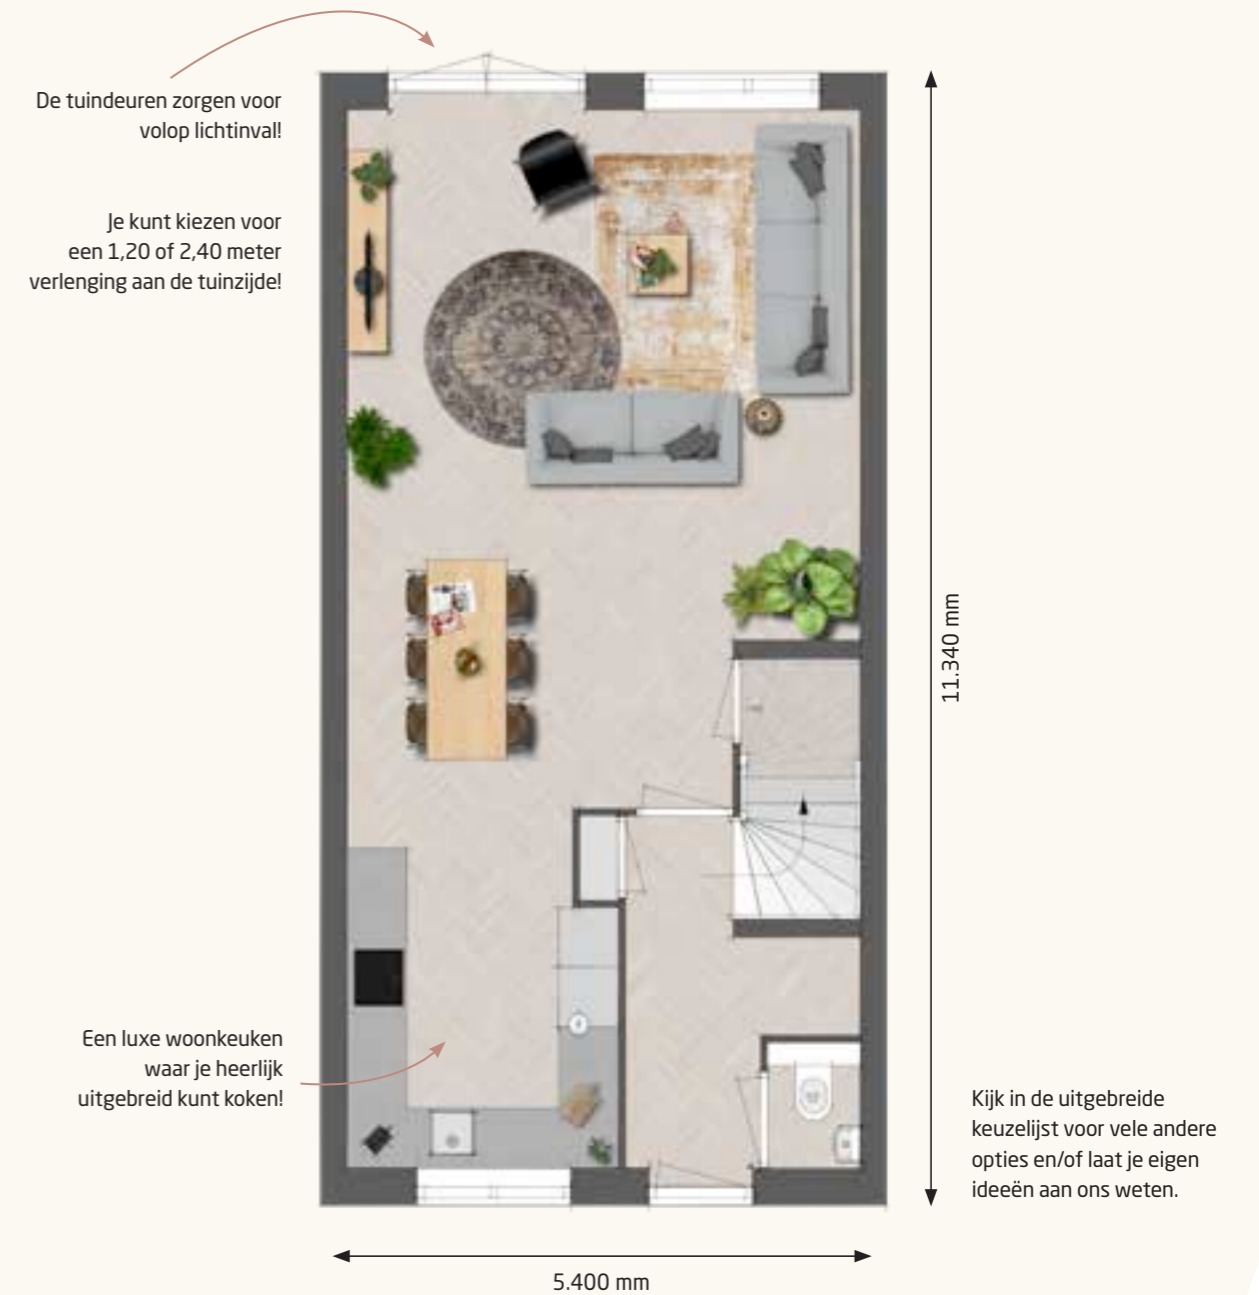 De tuindeuren zorgen voor
volop lichtinval!
Je kunt kiezen voor
een 1,20 of 2,40 meter
verlenging aan de tuinzijde!
11.340 mm
Een luxe woonkeuken
waar je heerlijk
uitgebreid kunt koken!
Kijk in de uitgebreide
keuzelijst voor vele andere
opties en/of laat je eigen
ideeën aan ons weten.
5.400 mm